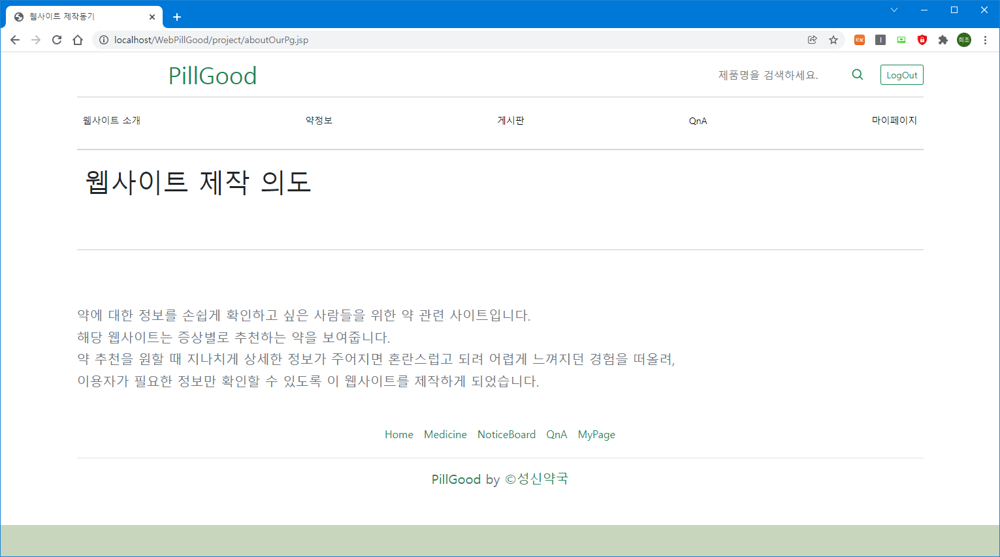 웹사이트 제작동기
localhost/WebPillGood/project/aboutOurPg.jsp
희조
PillGood
제품명을 검색하세요.
LogOut
웹사이트 소개 약정보 게시판 QnA 마이페이지
웹사이트 제작 의도
약에 대한 정보를 손쉽게 확인하고 싶은 사람들을 위한 약 관련 사이트입니다.
해당 웹사이트는 증상별로 추천하는 약을 보여줍니다.
약 추천을 원할 때 지나치게 상세한 정보가 주어지면 혼란스럽고 되려 어렵게 느껴지던 경험을 떠올려,
이용자가 필요한 정보만 확인할 수 있도록 이 웹사이트를 제작하게 되었습니다.
Home Medicine NoticeBoard QnA MyPage
PillGood by ©성신약국